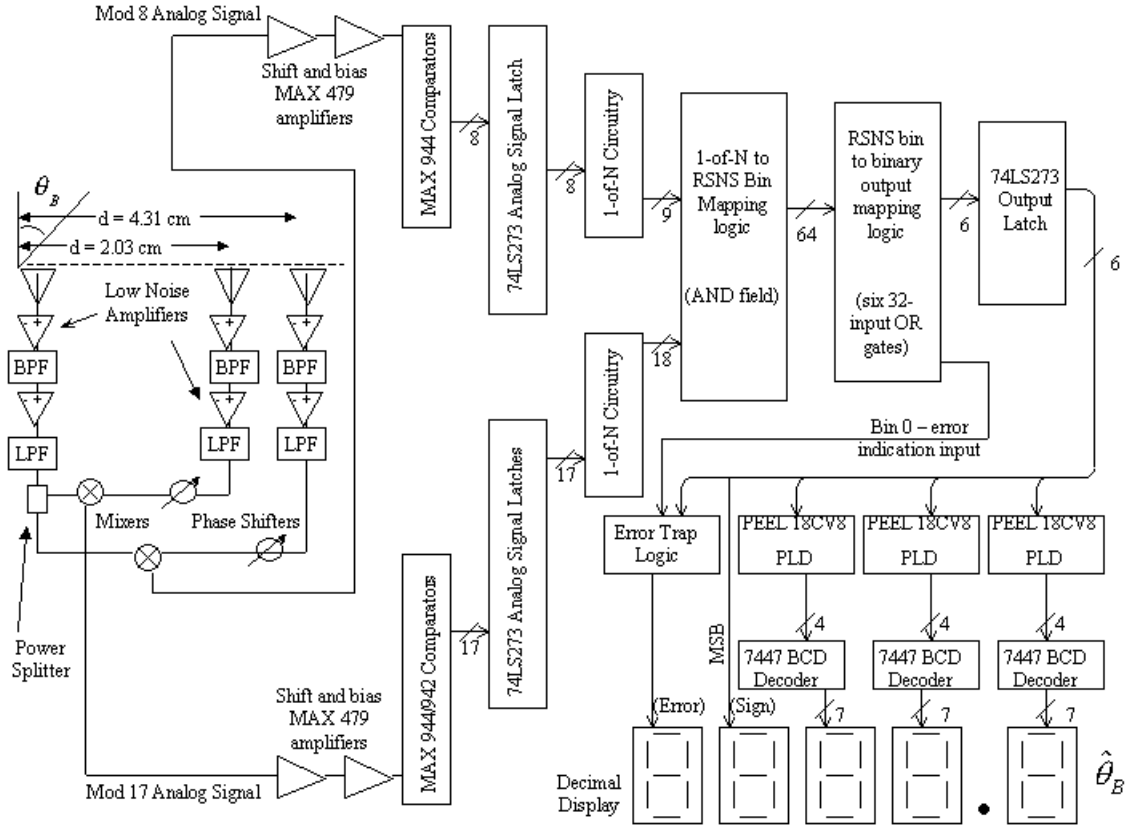 Mod 8 Analog Signal
Shift and bias
MAX 479
amplifiers
MAX 944 Comparators
8
74LS273 Analog Signal Latch
8
1-of-N Circuitry
9
1-of-N to
RSNS Bin
Mapping
logic
(AND field)
64
RSNS bin
to binary
output
mapping
logic
(six 32-
input OR
gates)
6
74LS273
Output
Latch
6
θB
d = 4.31 cm
d = 2.03 cm
Low Noise
Amplifiers
- +
- +
- +
BPF
BPF
BPF
- +
- +
- +
LPF
LPF
LPF
Mixers
Phase Shifters
Power
Splitter
18
1-of-N Circuitry
17
74LS273 Analog Signal Latches
17
MAX 944/942 Comparators
Shift and bias
MAX 479
amplifiers
Mod 17 Analog Signal
Bin 0 – error
indication input
Error Trap
Logic
PEEL 18CV8
PLD
PEEL 18CV8
PLD
PEEL 18CV8
PLD
MSB
4
4
4
7447 BCD
Decoder
7447 BCD
Decoder
7447 BCD
Decoder
(Error)
(Sign)
7
7
7
Decimal
Display
θ̂B